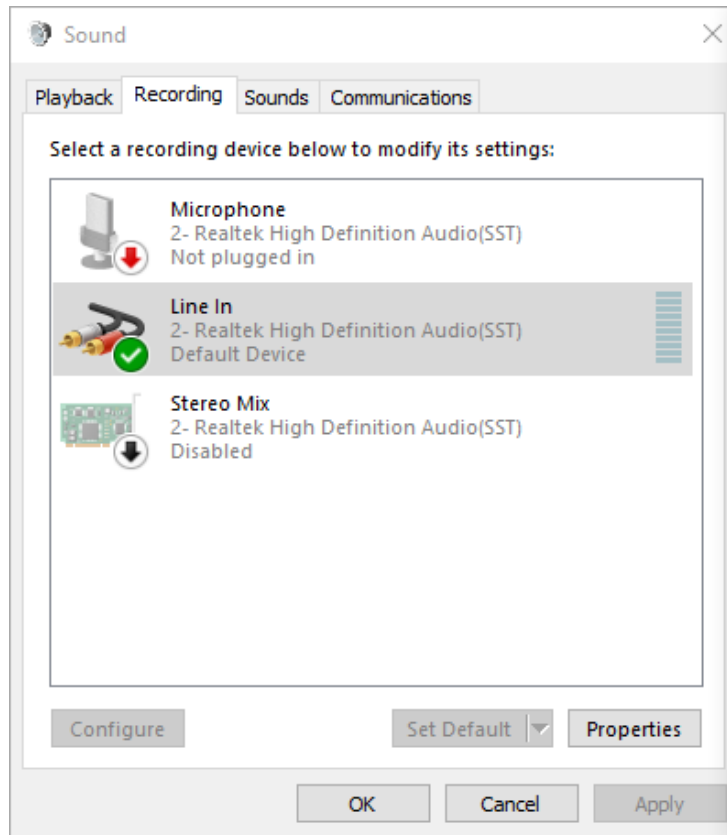 Sound
Playback Recording Sounds Communications
Select a recording device below to modify its settings:
Microphone
2- Realtek High Definition Audio(SST)
Not plugged in
Line In
2- Realtek High Definition Audio(SST)
Default Device
Stereo Mix
2- Realtek High Definition Audio(SST)
Disabled
Configure Set Default Properties
OK Cancel Apply